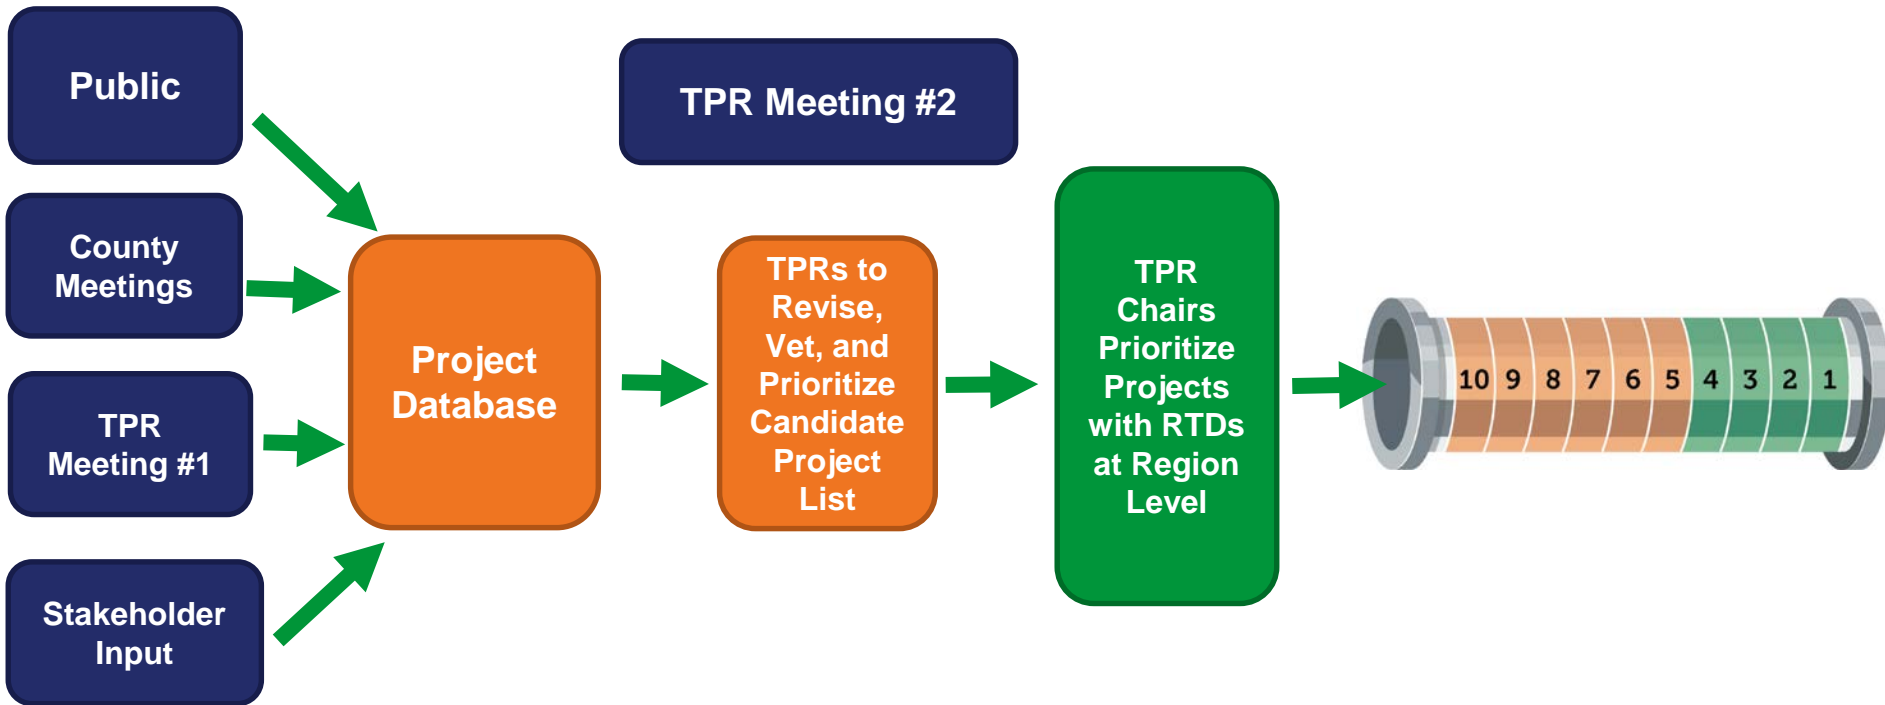 Public
County
Meetings
TPR
Meeting #1
Stakeholder
Input
Project
Database
TPR Meeting #2
TPRs to
Revise,
Vet, and
Prioritize
Candidate
Project
List
TPR
Chairs
Prioritize
Projects
with RTDs
at Region
Level
10 9 8 7 6 5 4 3 2 1